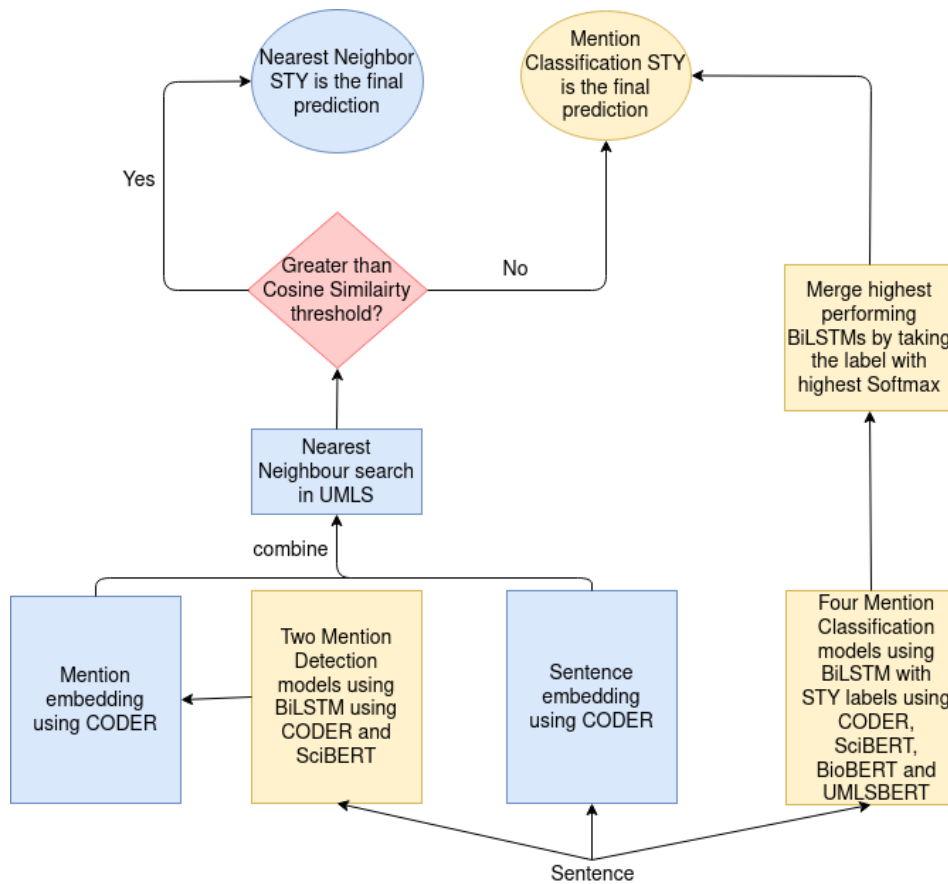 Nearest Neighbor
STY is the final
prediction
Mention
Classification STY
is the final
prediction
Yes
Greater than
Cosine Similairty
threshold?
No
Merge highest
performing
BiLSTMs by taking
the label with
highest Softmax
Nearest
Neighbour search
in UMLS
combine
Mention
embedding
using CODER
Two Mention
Detection
models using
BiLSTM using
CODER and
SciBERT
Sentence
embedding
using CODER
Four Mention
Classification
models using
BiLSTM with
STY labels using
CODER,
SciBERT,
BioBERT and
UMLSBERT
Sentence